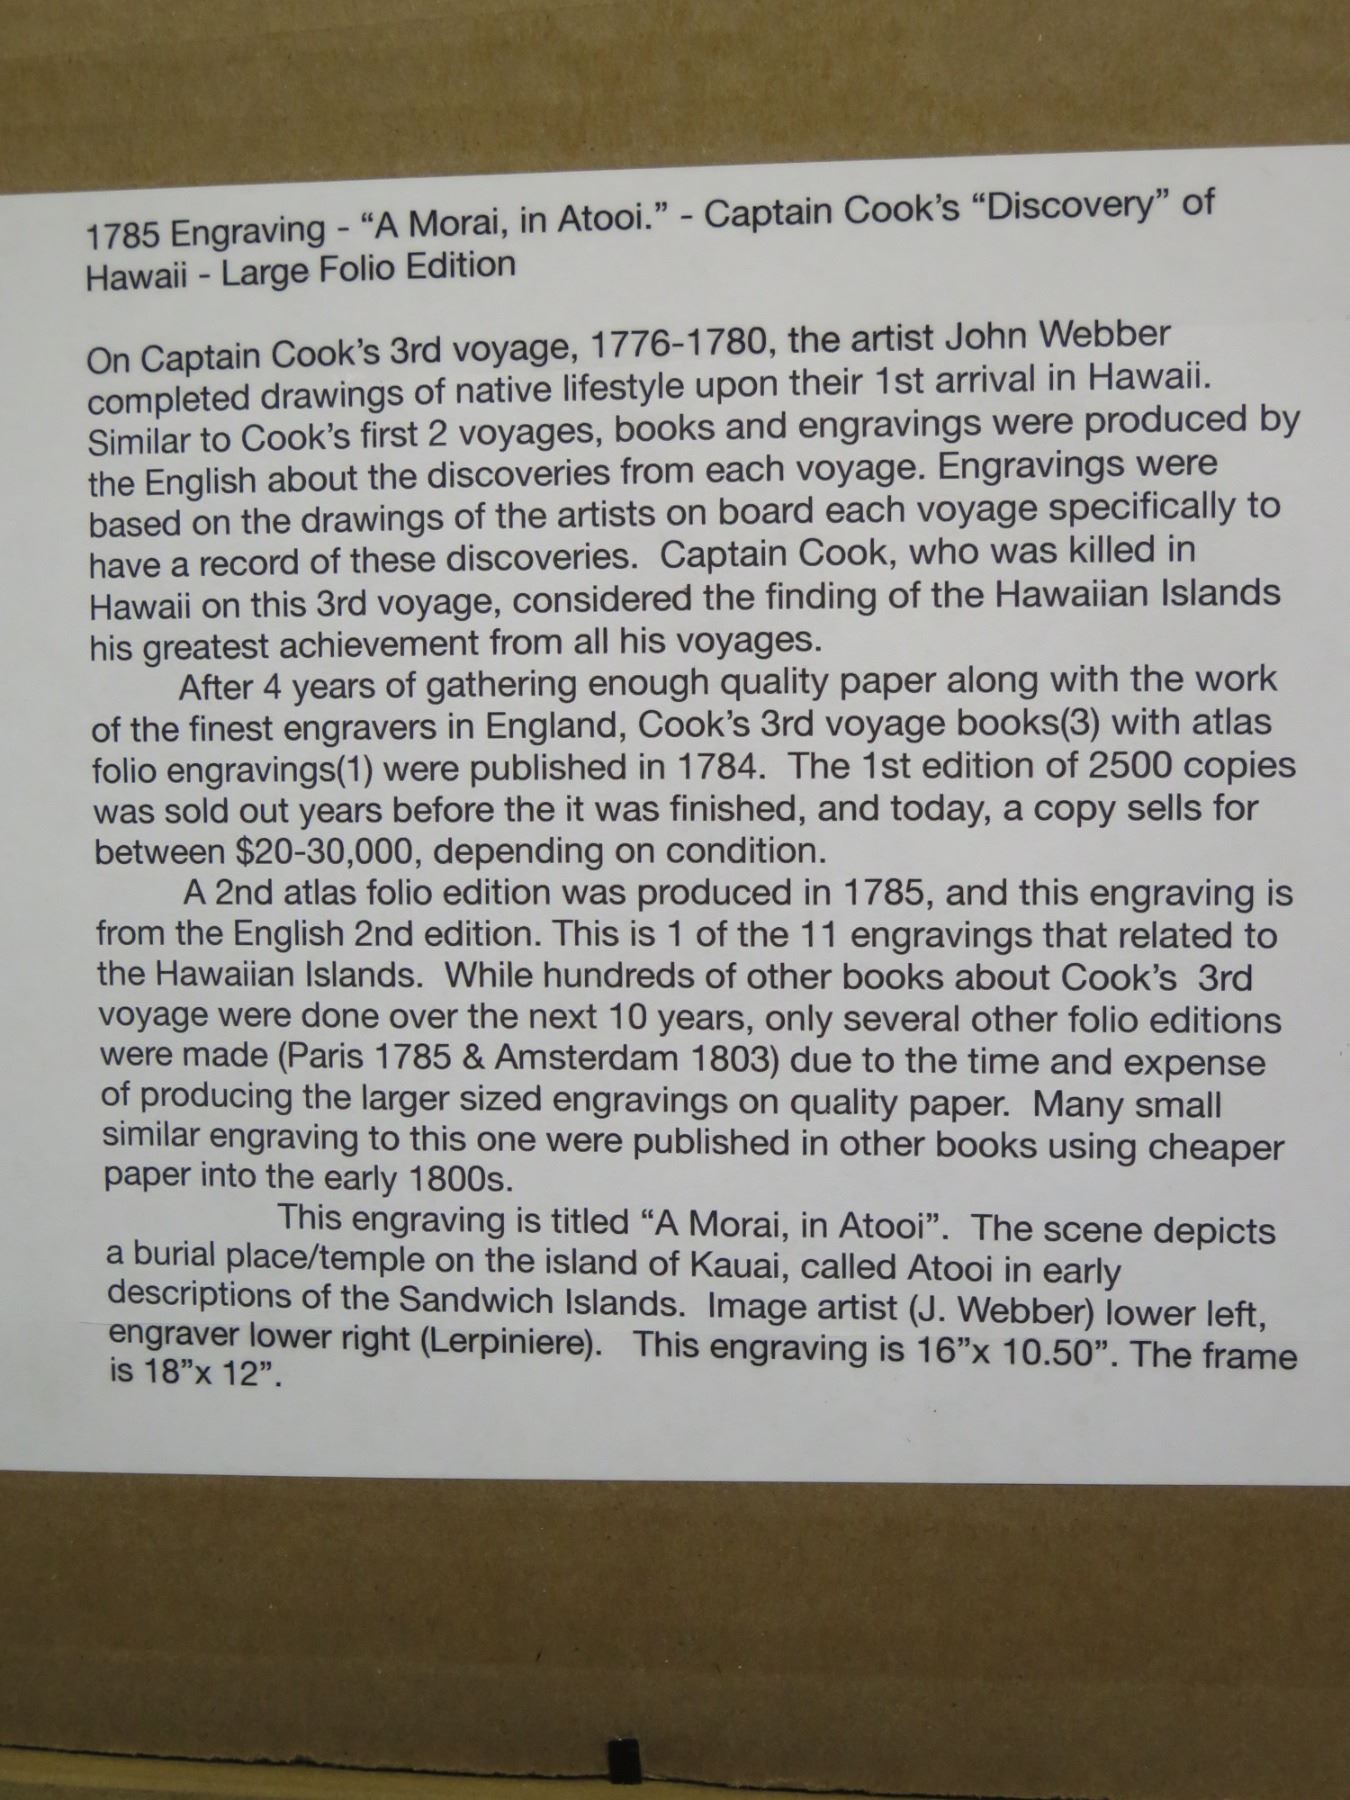 1785 Engraving - “A Morai, in Atooi.” - Captain Cook’s “Discovery” of
Hawaii - Large Folio Edition
On Captain Cook’s 3rd voyage, 1776-1780, the artist John Webber
completed drawings of native lifestyle upon their 1st arrival in Hawaii.
Similar to Cook’s first 2 voyages, books and engravings were produced by
the English about the discoveries from each voyage. Engravings were
based on the drawings of the artists on board each voyage specifically to
have a record of these discoveries.  Captain Cook, who was killed in
Hawaii on this 3rd voyage, considered the finding of the Hawaiian Islands
his greatest achievement from all his voyages.
After 4 years of gathering enough quality paper along with the work
of the finest engravers in England, Cook’s 3rd voyage books(3) with atlas
folio engravings(1) were published in 1784.  The 1st edition of 2500 copies
was sold out years before the it was finished, and today, a copy sells for
between $20-30,000, depending on condition.
A 2nd atlas folio edition was produced in 1785, and this engraving is
from the English 2nd edition. This is 1 of the 11 engravings that related to
the Hawaiian Islands.  While hundreds of other books about Cook’s  3rd
voyage were done over the next 10 years, only several other folio editions
were made (Paris 1785 & Amsterdam 1803) due to the time and expense
of producing the larger sized engravings on quality paper.  Many small
similar engraving to this one were published in other books using cheaper
paper into the early 1800s.
This engraving is titled “A Morai, in Atooi”.  The scene depicts
a burial place/temple on the island of Kauai, called Atooi in early
descriptions of the Sandwich Islands.  Image artist (J. Webber) lower left,
engraver lower right (Lerpiniere).   This engraving is 16”x 10.50”. The frame
is 18”x 12”.